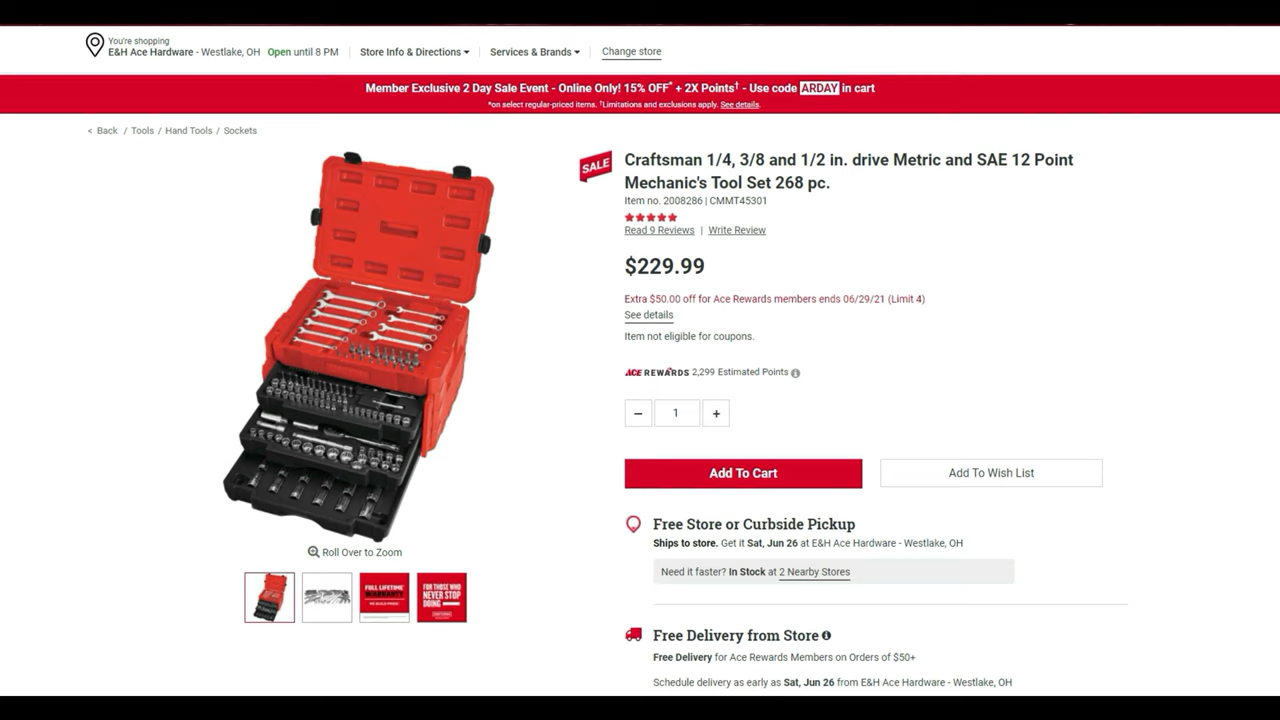 You're shopping
E&H Ace Hardware - Westlake, OH Open until 8 PM Store Info & Directions Services & Brands Change store
Member Exclusive 2 Day Sale Event - Online Only! 15% OFF* + 2X Points† - Use code ARDAY in cart
*on select regular-priced items. †Limitations and exclusions apply. See details.
< Back / Tools / Hand Tools / Sockets
SALE
Craftsman 1/4, 3/8 and 1/2 in. drive Metric and SAE 12 Point
Mechanic's Tool Set 268 pc.
Item no. 2008286 | CMMT45301
Read 9 Reviews | Write Review
$229.99
Extra $50.00 off for Ace Rewards members ends 06/29/21 (Limit 4)
See details
Item not eligible for coupons.
ACE REWARDS 2,299 Estimated Points
− 1 +
Add To Cart Add To Wish List
Free Store or Curbside Pickup
Ships to store. Get it Sat, Jun 26 at E&H Ace Hardware - Westlake, OH
Need it faster? In Stock at 2 Nearby Stores
Free Delivery from Store
Free Delivery for Ace Rewards Members on Orders of $50+
Schedule delivery as early as Sat, Jun 26 from E&H Ace Hardware - Westlake, OH
Roll Over to Zoom
FULL LIFETIME
WARRANTY
FOR THOSE WHO
NEVER STOP
DOING